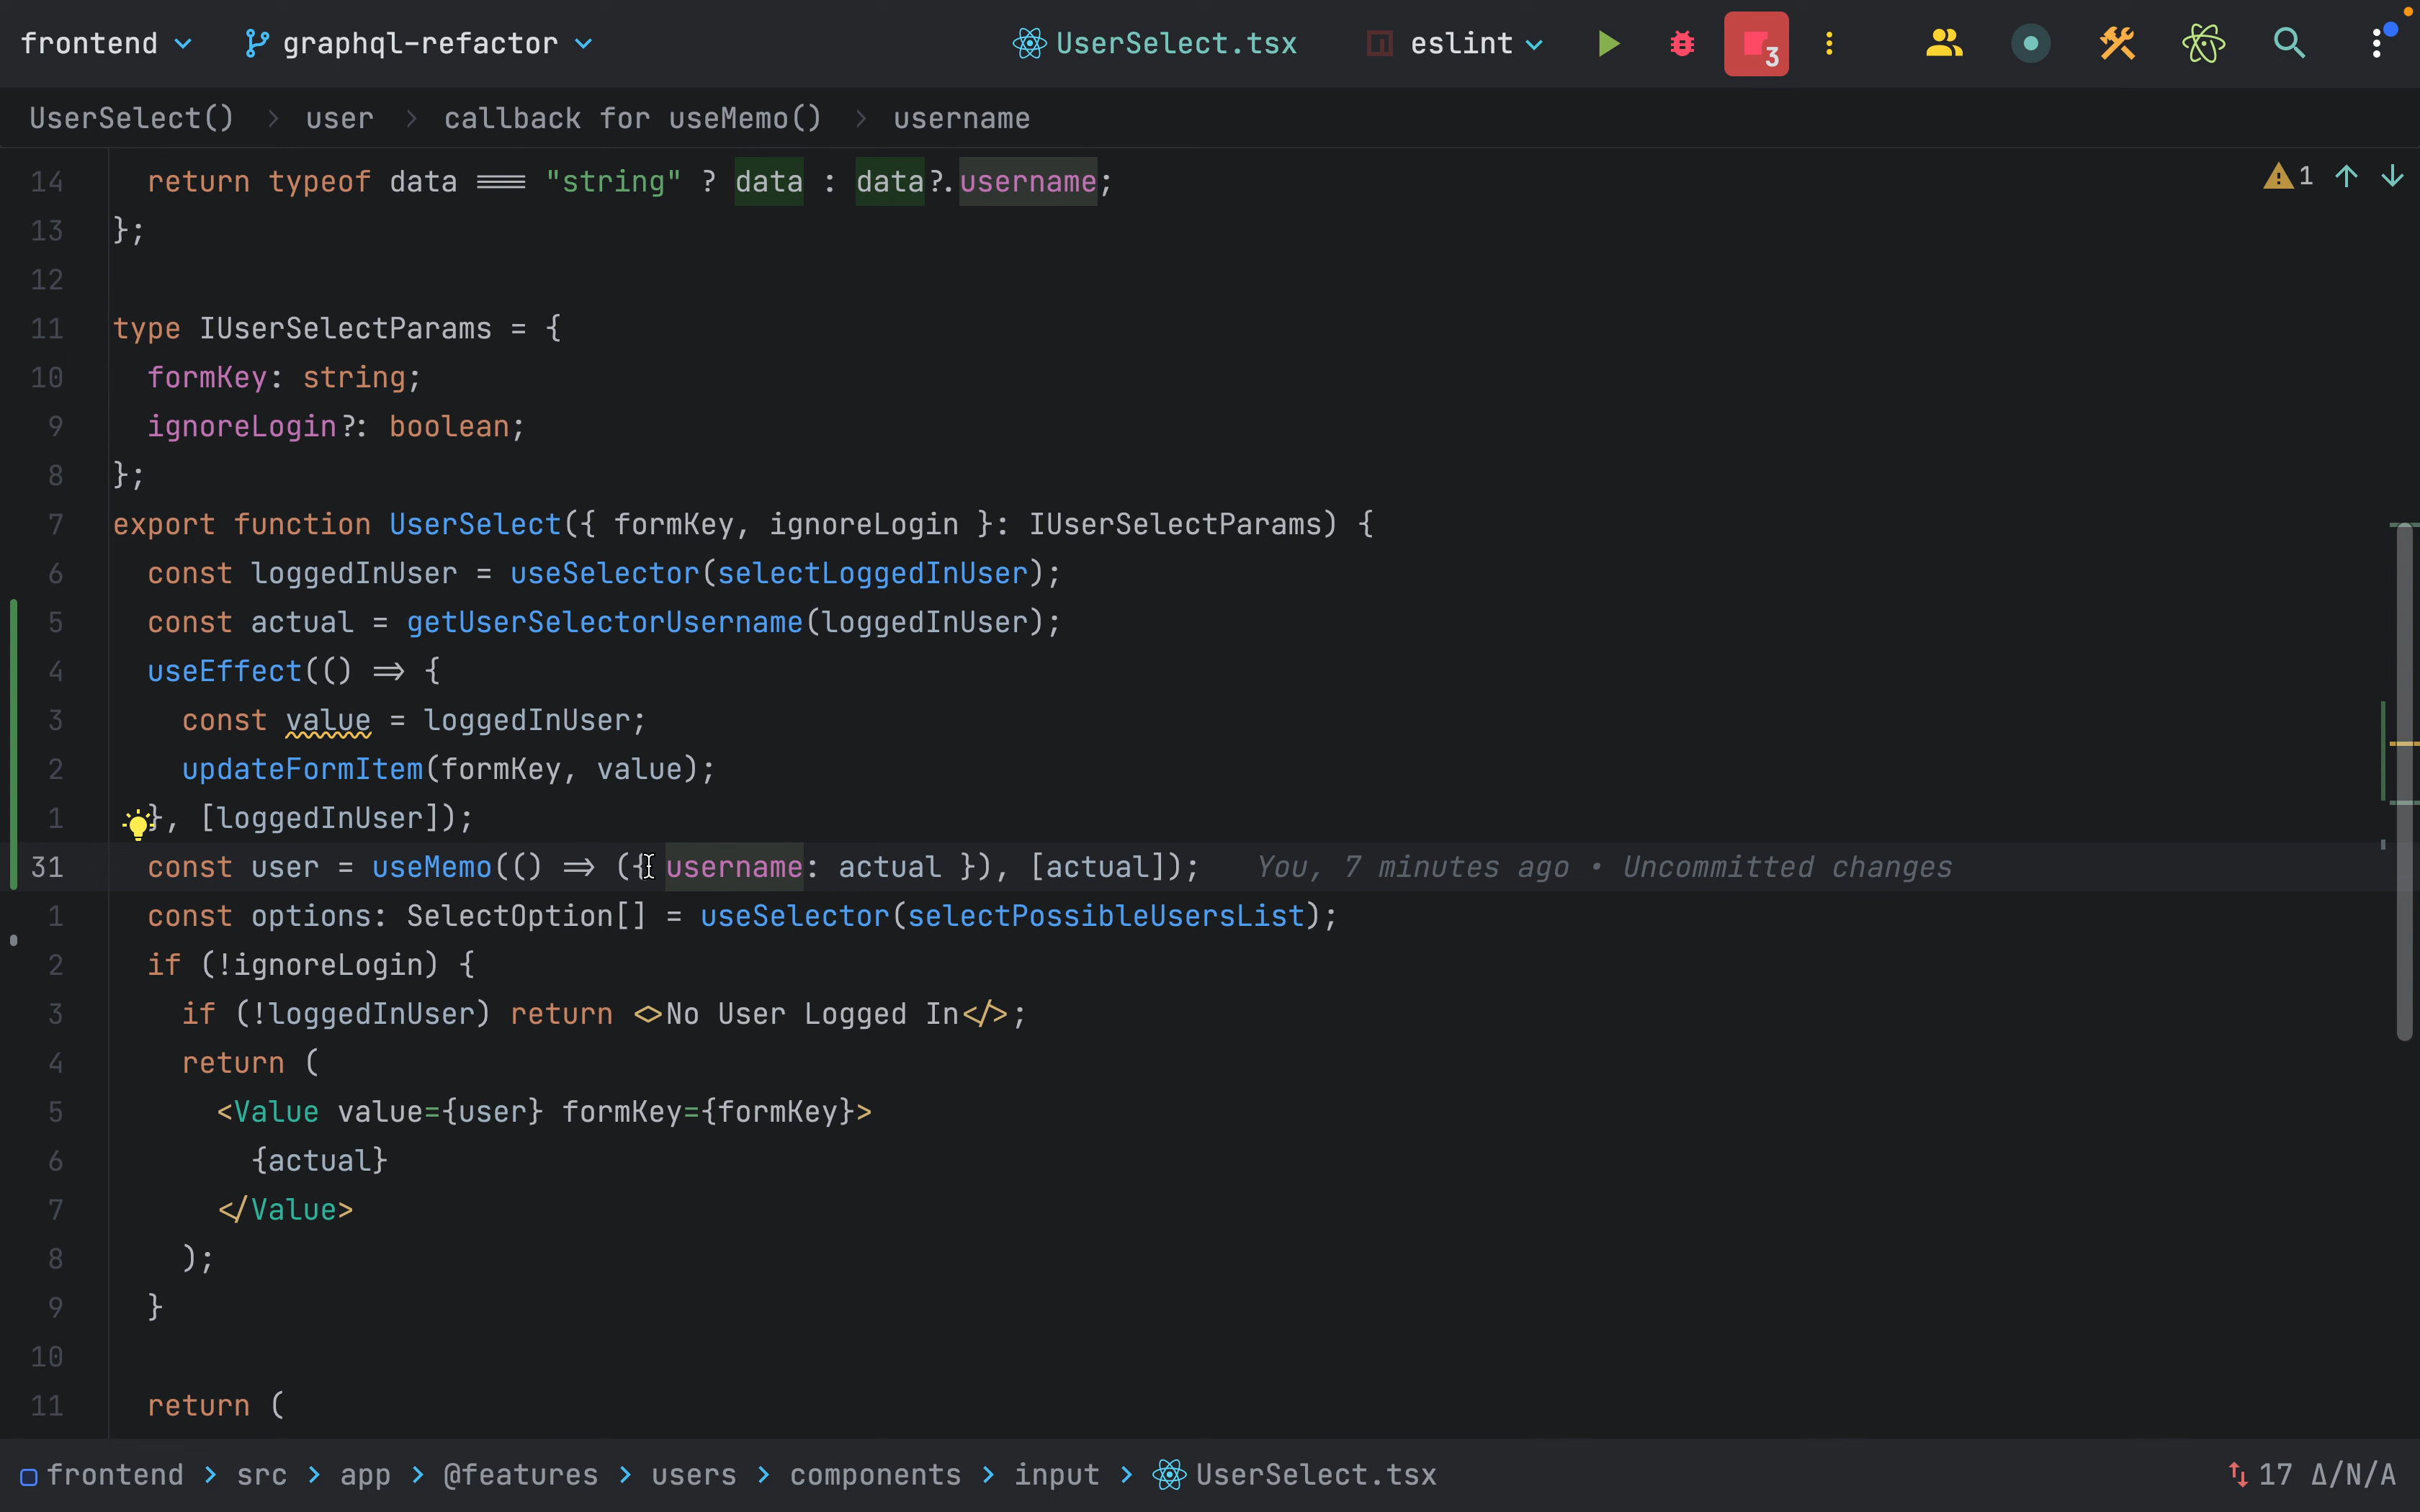 frontend graphql-refactor UserSelect.tsx eslint 3
UserSelect() > user > callback for useMemo() > username
14 return typeof data === "string" ? data : data?.username; 1
13 };
12
11 type IUserSelectParams = {
10 formKey: string;
9 ignoreLogin?: boolean;
8 };
7 export function UserSelect({ formKey, ignoreLogin }: IUserSelectParams) {
6 const loggedInUser = useSelector(selectLoggedInUser);
5 const actual = getUserSelectorUsername(loggedInUser);
4 useEffect(() => {
3 const value = loggedInUser;
2 updateFormItem(formKey, value);
1 }, [loggedInUser]);
31 const user = useMemo(() => ({ username: actual }), [actual]); You, 7 minutes ago • Uncommitted changes
1 const options: SelectOption[] = useSelector(selectPossibleUsersList);
2 if (!ignoreLogin) {
3 if (!loggedInUser) return <>No User Logged In</>;
4 return (
5 <Value value={user} formKey={formKey}>
6 {actual}
7 </Value>
8 );
9 }
10
11 return (
frontend > src > app > @features > users > components > input > UserSelect.tsx 17 Δ/N/A